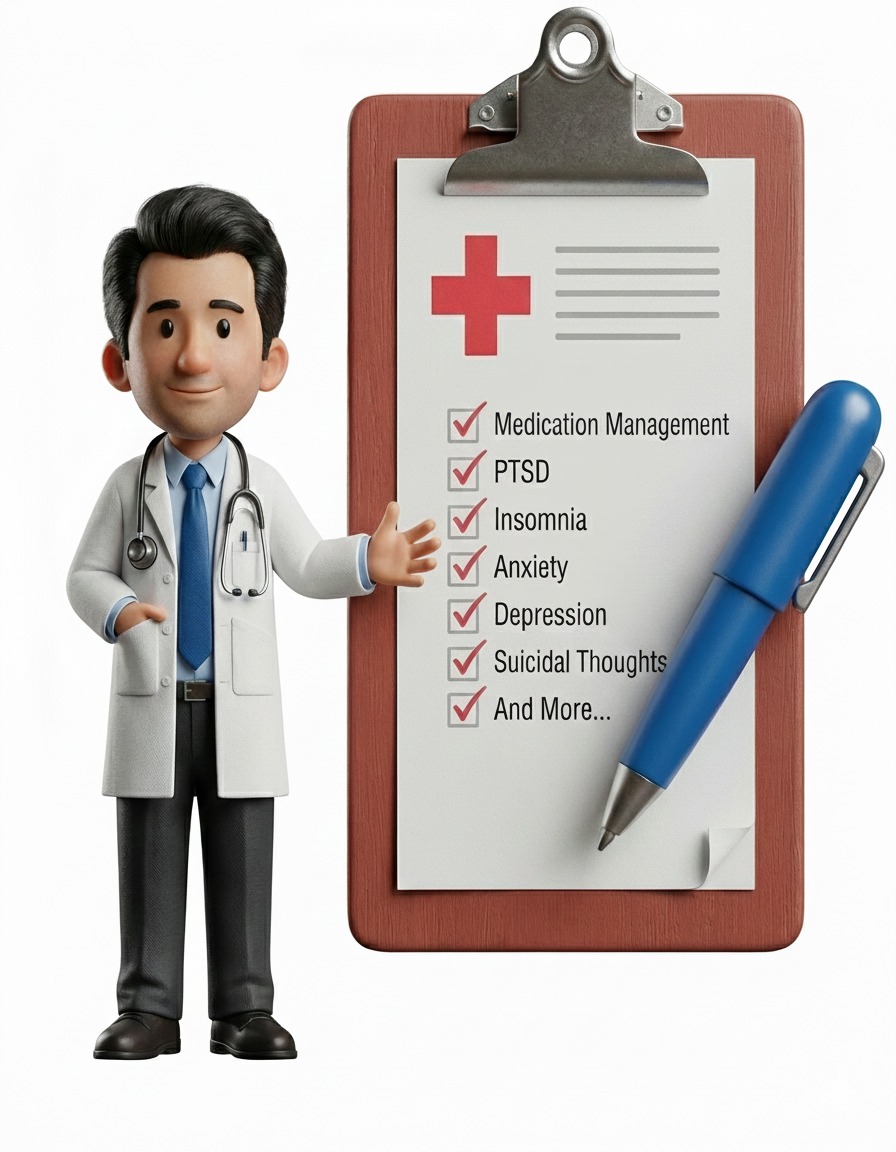 Medication Management
PTSD
Insomnia
Anxiety
Depression
Suicidal Thoughts
And More...